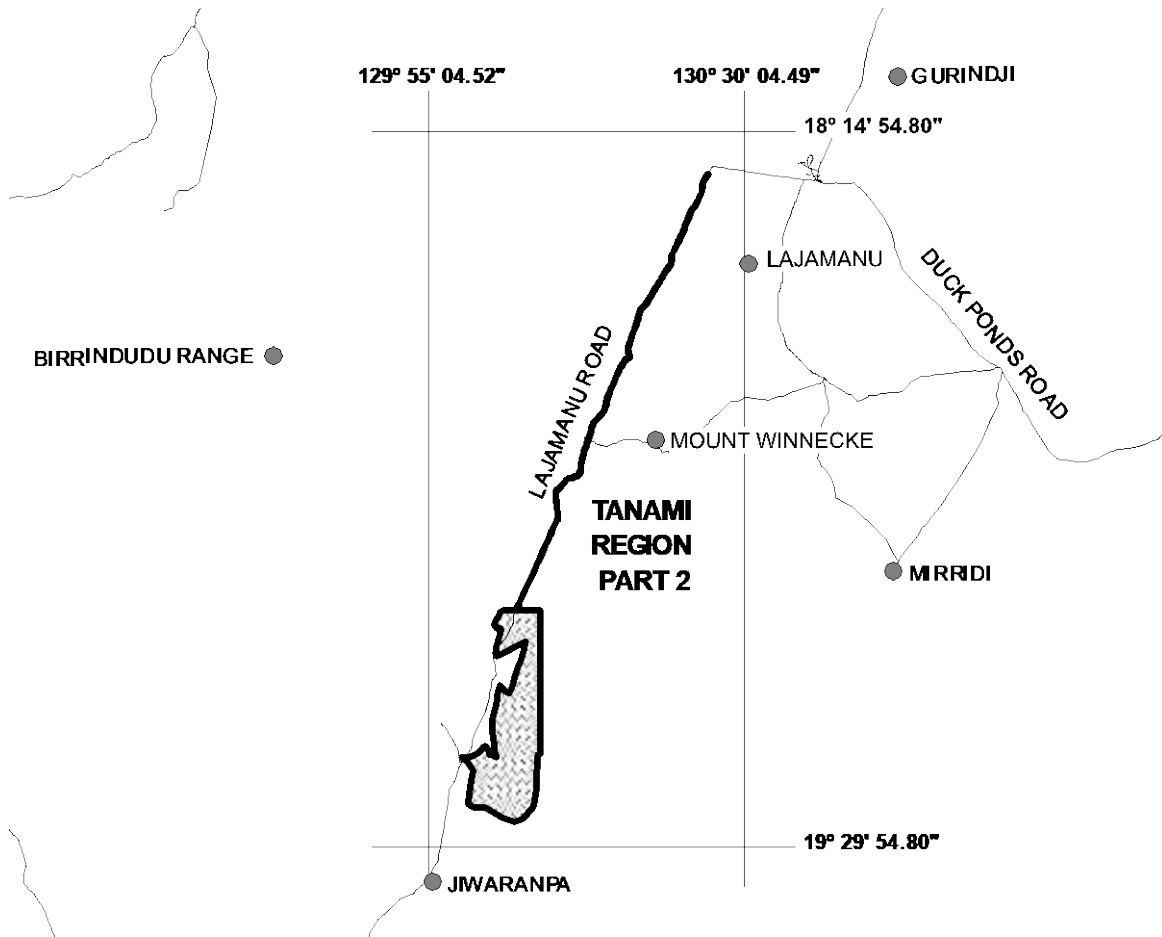 129° 55' 04.52"
130° 30' 04.49"
GURINDJI
18° 14' 54.80"
LAJAMANU
DUCK PONDS ROAD
BIRRINDUDU RANGE
LAJAMANU ROAD
MOUNT WINNECKE
TANAMI
REGION
PART 2
MIRRIDI
19° 29' 54.80"
JIWARANPA